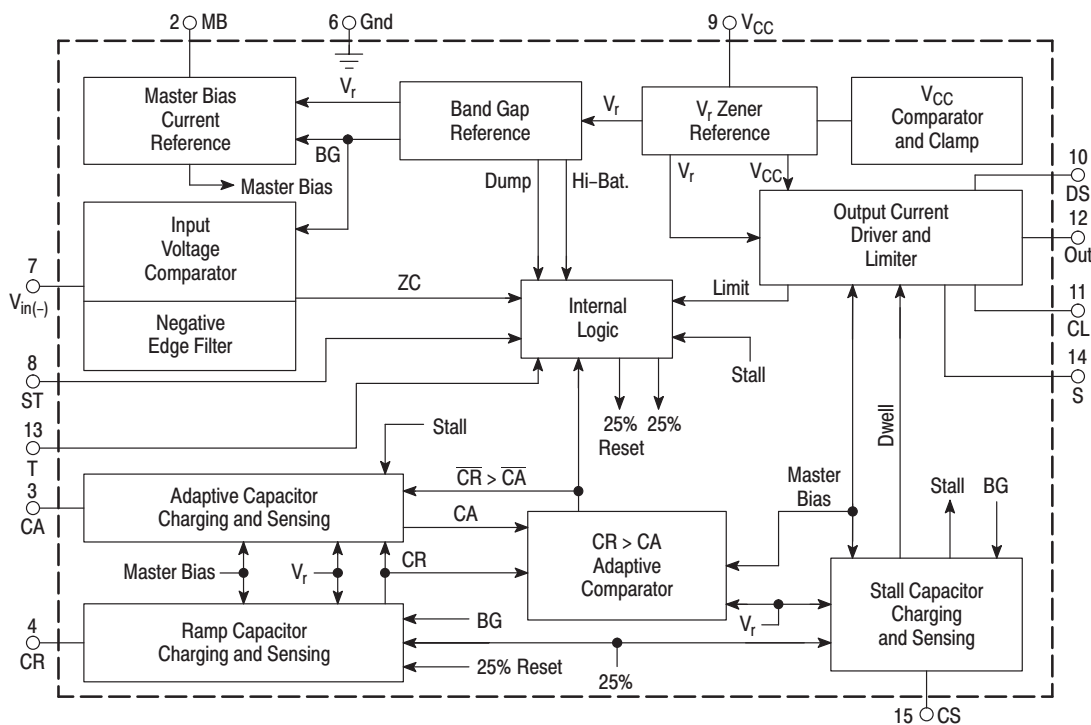 2 MB
6 Gnd
9 VCC
Master Bias
Current
Reference
Vr
BG
Band Gap
Reference
Vr
Vr Zener
Reference
VCC
Comparator
and Clamp
Master Bias
Dump
Hi–Bat.
Vr
VCC
10
DS
Input
Voltage
Comparator
Output Current
Driver and
Limiter
12
Out
7
Vin(–)
ZC
Internal
Logic
Limit
11
CL
Negative
Edge Filter
8
ST
Stall
14
S
25%
Reset
25%
13
T
Stall
Dwell
3
CA
Adaptive Capacitor
Charging and Sensing
CR > CA
CA
Master
Bias
Stall
BG
Master Bias
Vr
CR
CR > CA
Adaptive
Comparator
Stall Capacitor
Charging
and Sensing
4
CR
Ramp Capacitor
Charging and Sensing
BG
Vr
25% Reset
25%
15 CS